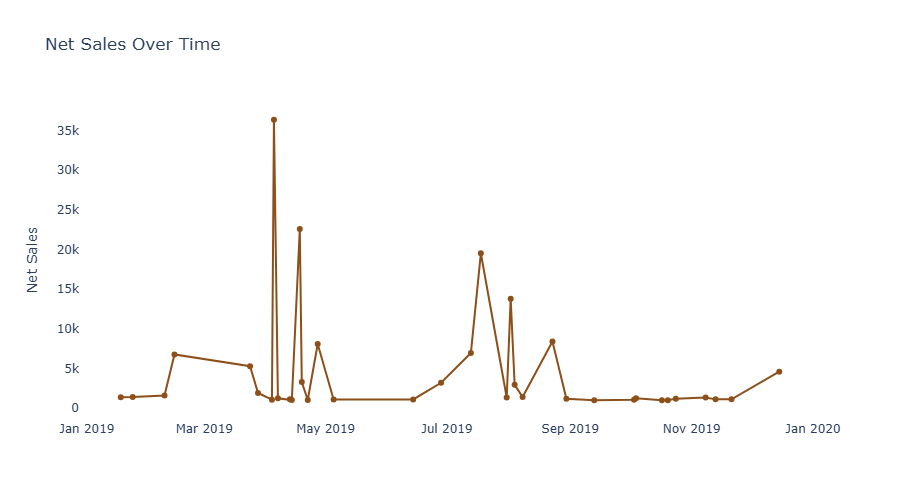 Net Sales Over Time
35k
30k
25k
20k
15k
10k
5k
0
Net Sales
Jan 2019
Mar 2019
May 2019
Jul 2019
Sep 2019
Nov 2019
Jan 2020